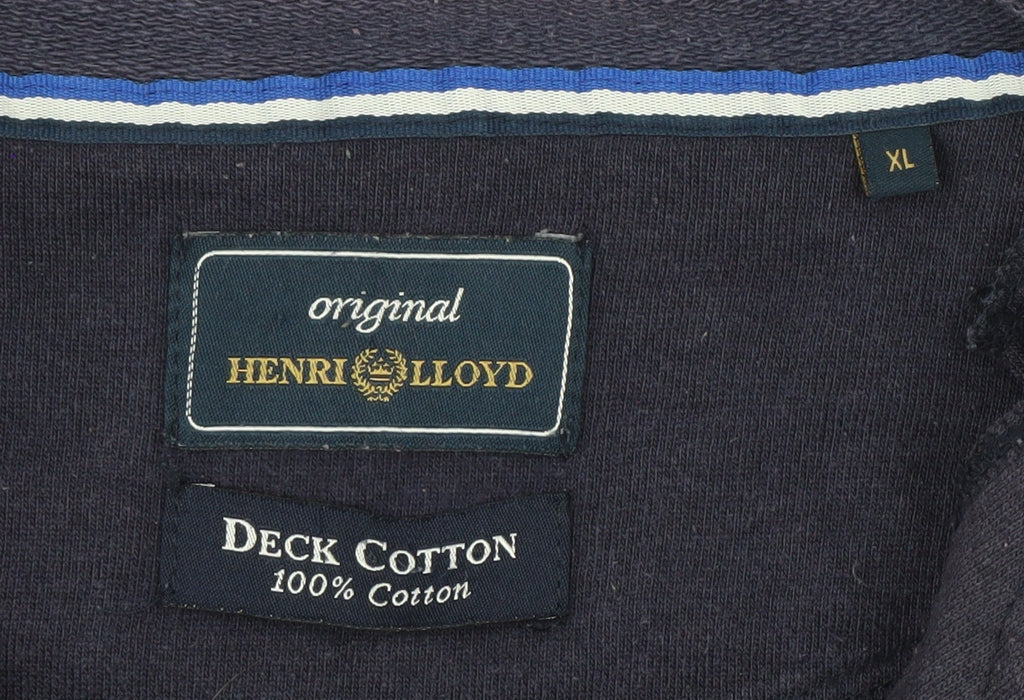 XL
original
HENRI LLOYD
DECK COTTON
100% Cotton